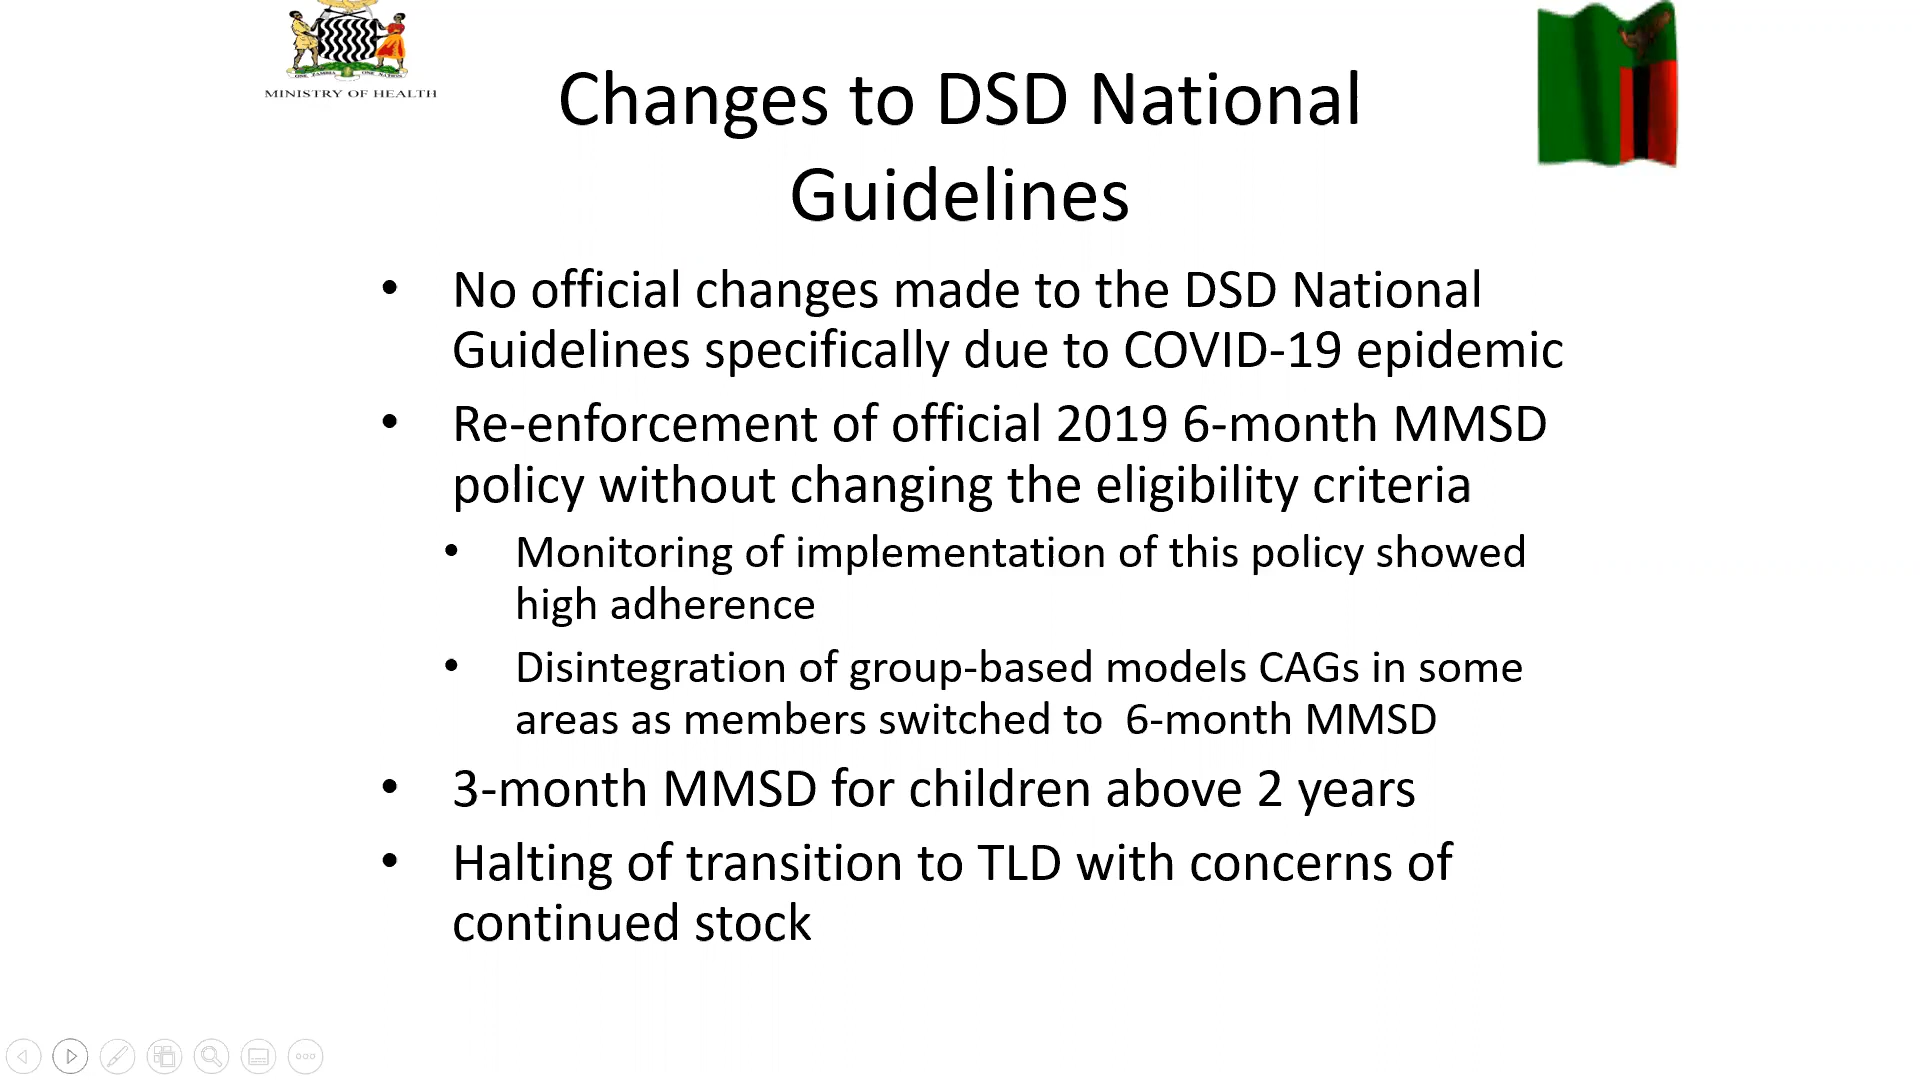 ONE ZAMBIA ONE NATION
MINISTRY OF HEALTH
Changes to DSD National
Guidelines
• No official changes made to the DSD National
Guidelines specifically due to COVID-19 epidemic
• Re-enforcement of official 2019 6-month MMSD
policy without changing the eligibility criteria
• Monitoring of implementation of this policy showed
high adherence
• Disintegration of group-based models CAGs in some
areas as members switched to  6-month MMSD
• 3-month MMSD for children above 2 years
• Halting of transition to TLD with concerns of
continued stock